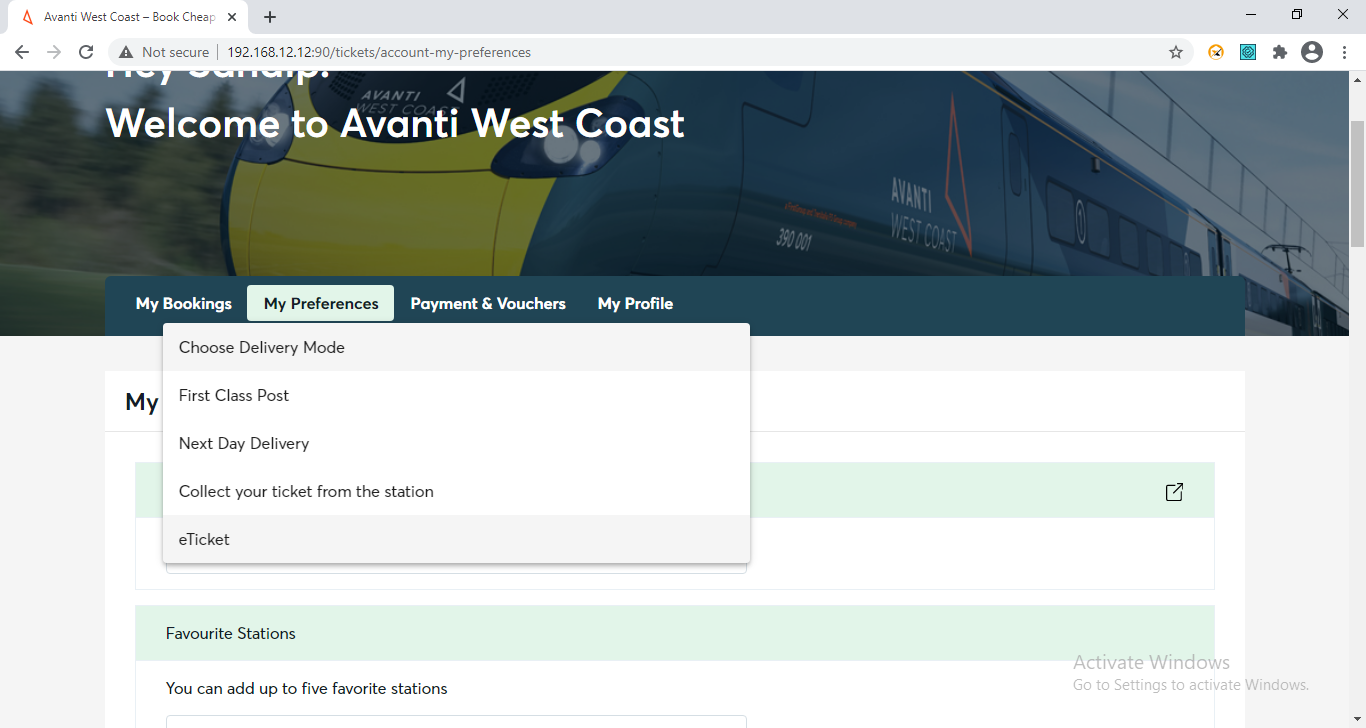 Avanti West Coast – Book Cheap
Not secure
192.168.12.12:90/tickets/account-my-preferences
Hey Sandip!
Welcome to Avanti West Coast
AVANTI
WEST COAST
AVANTI
WEST COAST
390 001
My Bookings
My Preferences
Payment & Vouchers
My Profile
Choose Delivery Mode
My
First Class Post
Next Day Delivery
Collect your ticket from the station
eTicket
Favourite Stations
You can add up to five favorite stations
Activate Windows
Go to Settings to activate Windows.